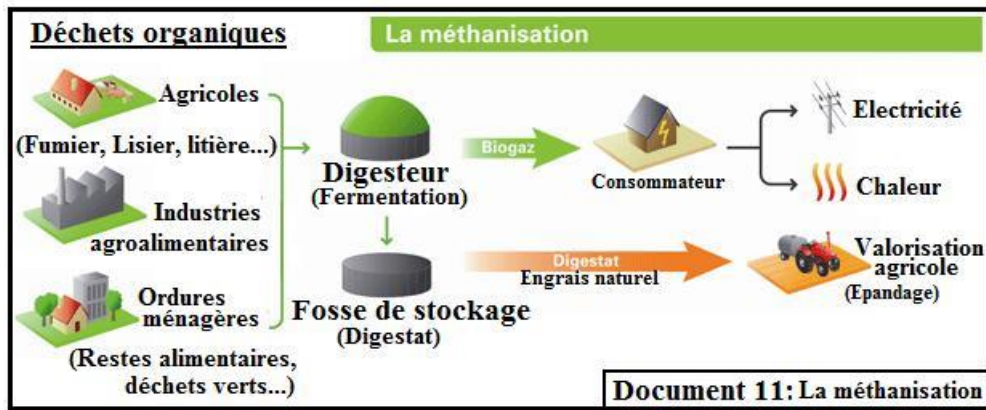 Déchets organiques
La méthanisation
Agricoles
(Fumier, Lisier, litière...)
Industries
agroalimentaires
Ordures
ménagères
(Restes alimentaires,
déchets verts...)
Digesteur
(Fermentation)
Fosse de stockage
(Digestat)
Biogaz
Consommateur
Electricité
Chaleur
Digestat
Engrais naturel
Valorisation
agricole
(Epandage)
Document 11: La méthanisation